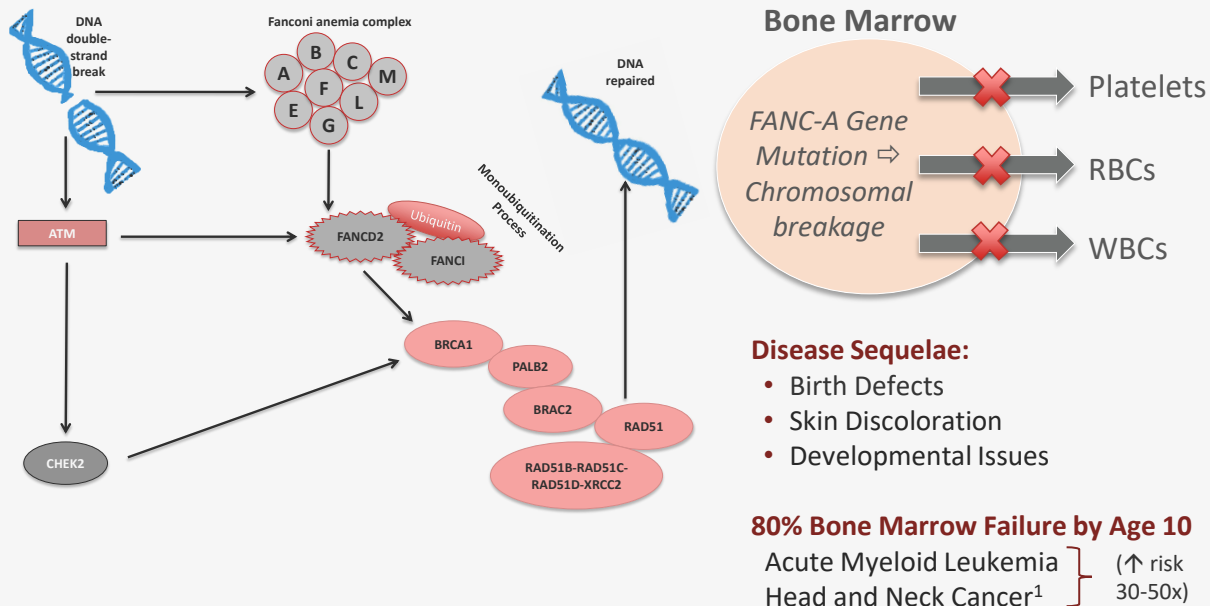 DNA
double-
strand
break
Fanconi anemia complex
B
C
A
M
F
E
L
G
DNA
repaired
Monoubiquitination
Process
ATM
Ubiquitin
FANCD2
FANCI
BRCA1
PALB2
BRAC2
RAD51
CHEK2
RAD51B-RAD51C-
RAD51D-XRCC2
Bone Marrow
FANC-A Gene
Mutation ⇨
Chromosomal
breakage
Platelets
RBCs
WBCs
Disease Sequelae:
• Birth Defects
• Skin Discoloration
• Developmental Issues
80% Bone Marrow Failure by Age 10
Acute Myeloid Leukemia
Head and Neck Cancer¹
(↑ risk
30-50x)